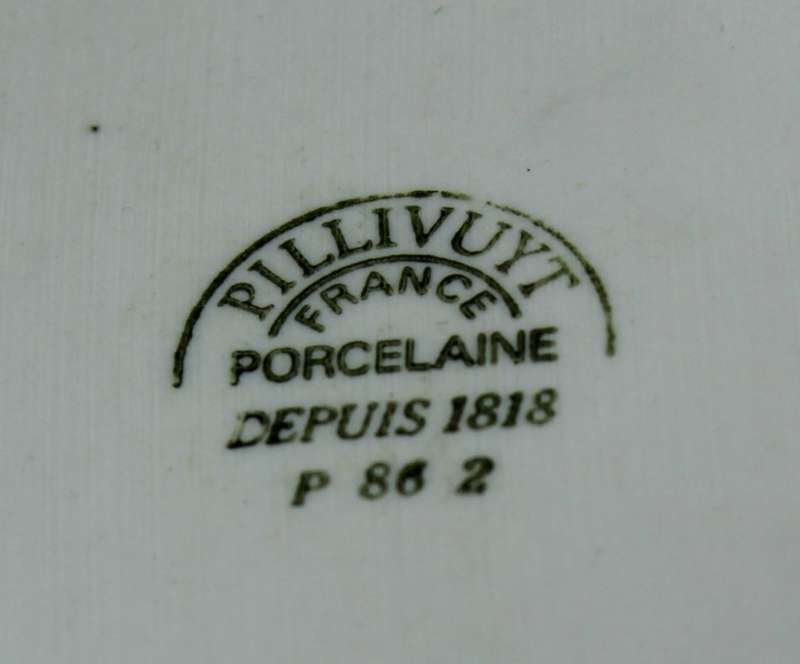 PILLIVUYT
FRANCE
PORCELAINE
DEPUIS 1818
P 86 2